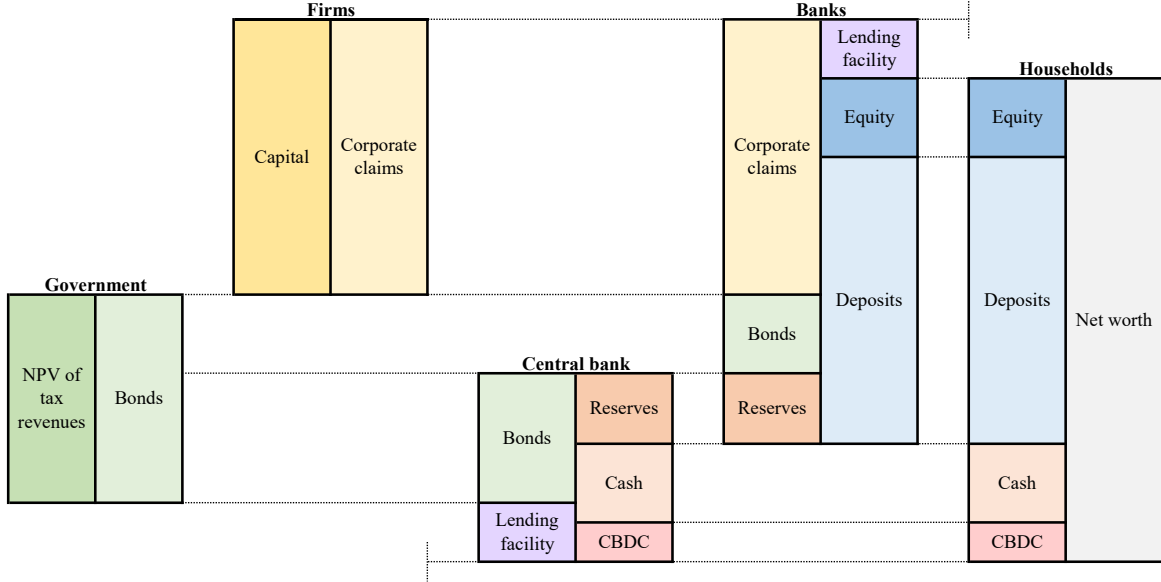 Firms
Capital
Corporate
claims
Banks
Corporate
claims
Bonds
Reserves
Lending
facility
Equity
Deposits
Households
Equity
Deposits
Cash
CBDC
Net worth
Government
NPV of
tax
revenues
Bonds
Central bank
Bonds
Lending
facility
Reserves
Cash
CBDC